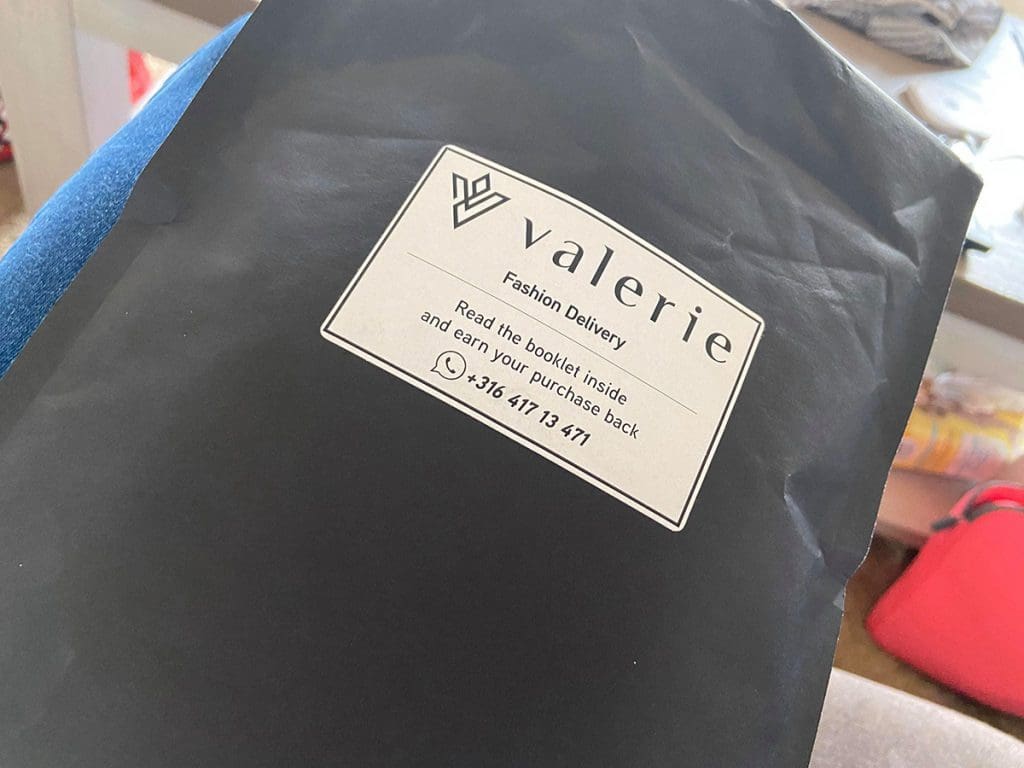 valerie
Fashion Delivery
Read the booklet inside
and earn your purchase back
+316 417 13 471